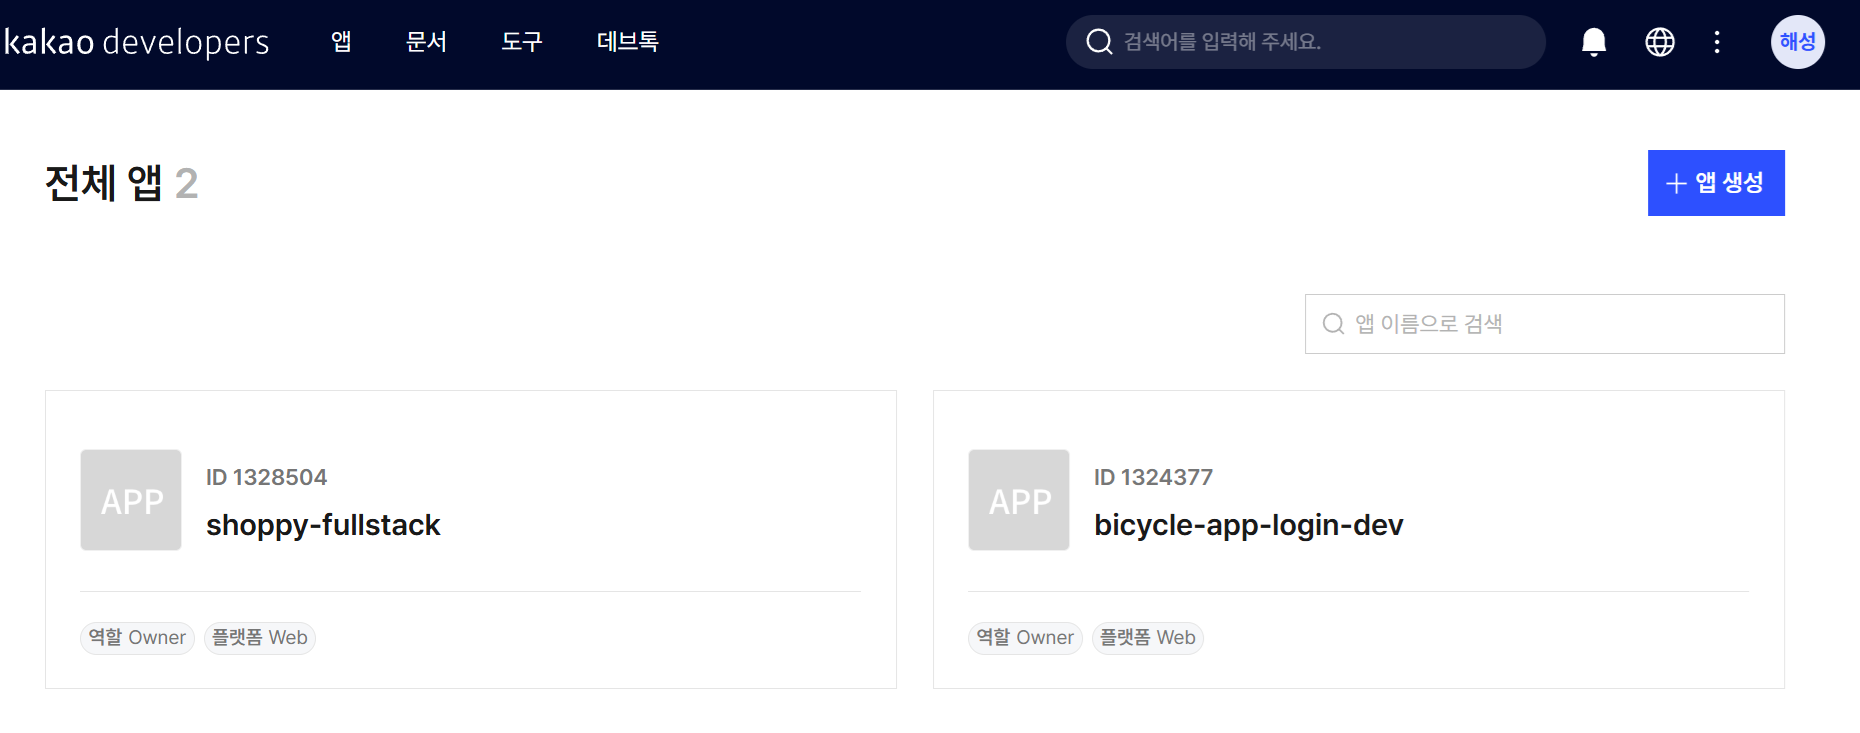 kakao developers 앱 문서 도구 데브톡 검색어를 입력해 주세요. 해성
전체 앱 2
+ 앱 생성
앱 이름으로 검색
APP
ID 1328504
shoppy-fullstack
역할 Owner 플랫폼 Web
APP
ID 1324377
bicycle-app-login-dev
역할 Owner 플랫폼 Web